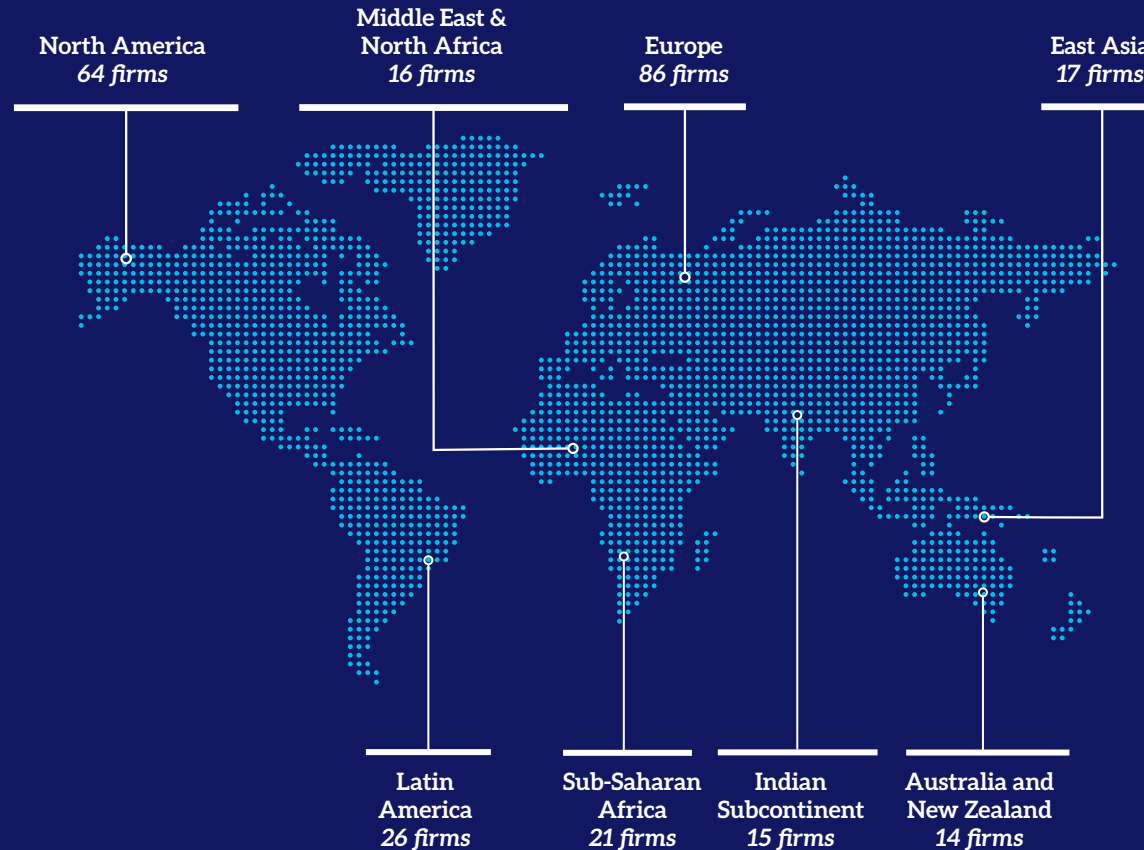 North America
64 firms
Middle East &
North Africa
16 firms
Europe
86 firms
East Asia
17 firms
Latin
America
26 firms
Sub-Saharan
Africa
21 firms
Indian
Subcontinent
15 firms
Australia and
New Zealand
14 firms